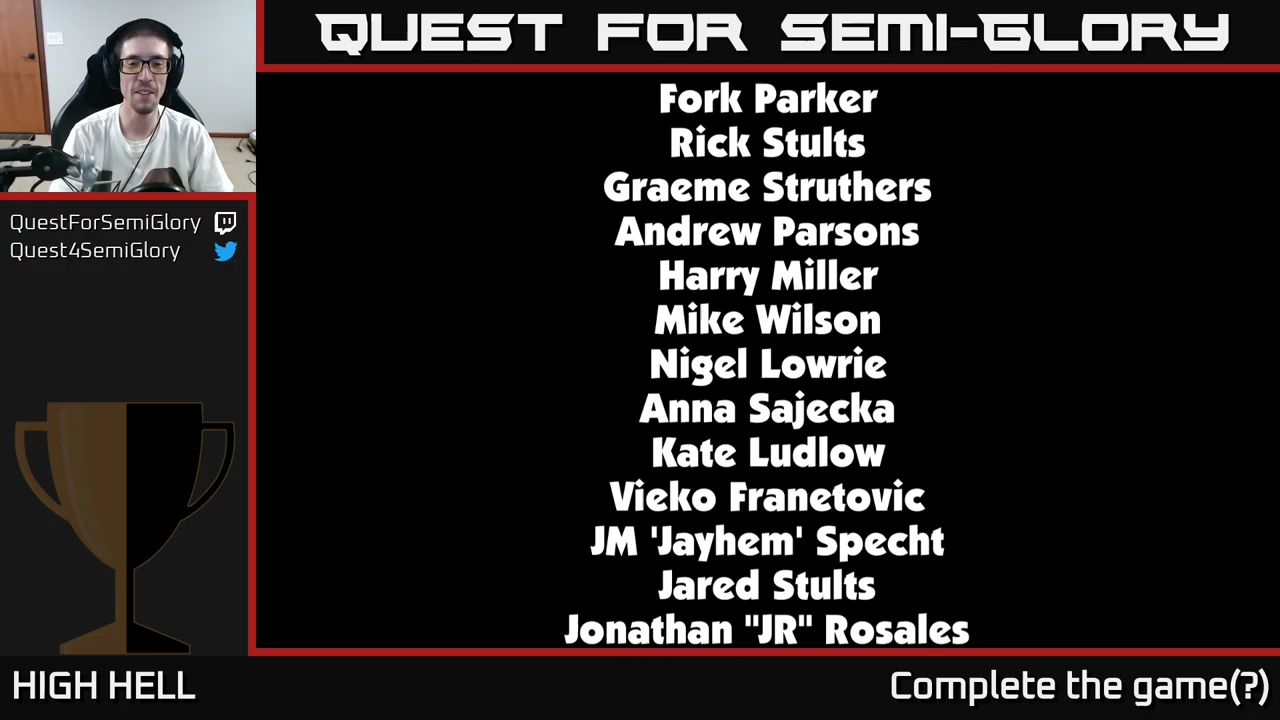 QUEST FOR SEMI-GLORY
Fork Parker
Rick Stults
Graeme Struthers
Andrew Parsons
Harry Miller
Mike Wilson
Nigel Lowrie
Anna Sajecka
Kate Ludlow
Vieko Franetovic
JM 'Jayhem' Specht
Jared Stults
Jonathan "JR" Rosales
QuestForSemiGlory
Quest4SemiGlory
HIGH HELL
Complete the game(?)